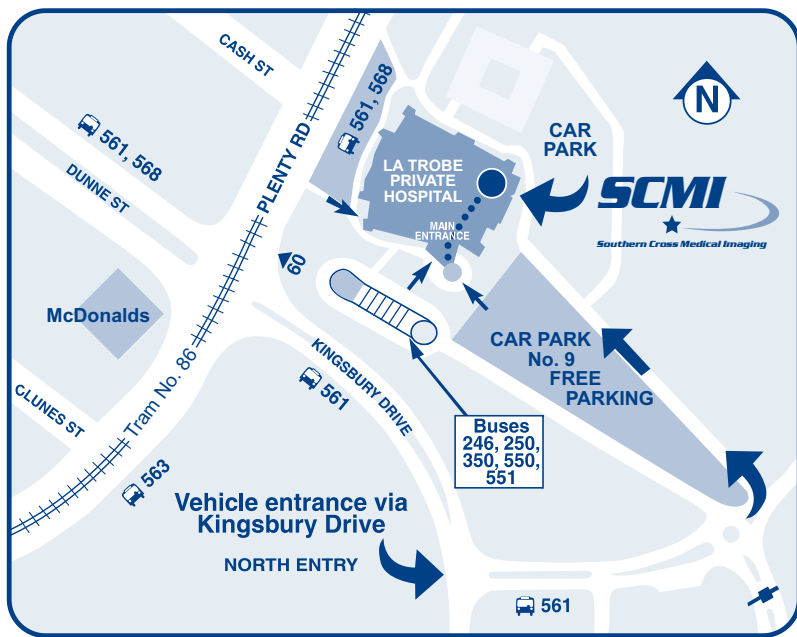 CASH ST
561, 568
DUNNE ST
PLENTY RD
561, 568
LA TROBE
PRIVATE
HOSPITAL
MAIN
ENTRANCE
CAR
PARK
N
SCMI
Southern Cross Medical Imaging
60
McDonalds
CLUNES ST
Tram No. 86
563
KINGSBURY DRIVE
561
CAR PARK
No. 9
FREE
PARKING
Buses
246, 250,
350, 550,
551
Vehicle entrance via
Kingsbury Drive
NORTH ENTRY
561